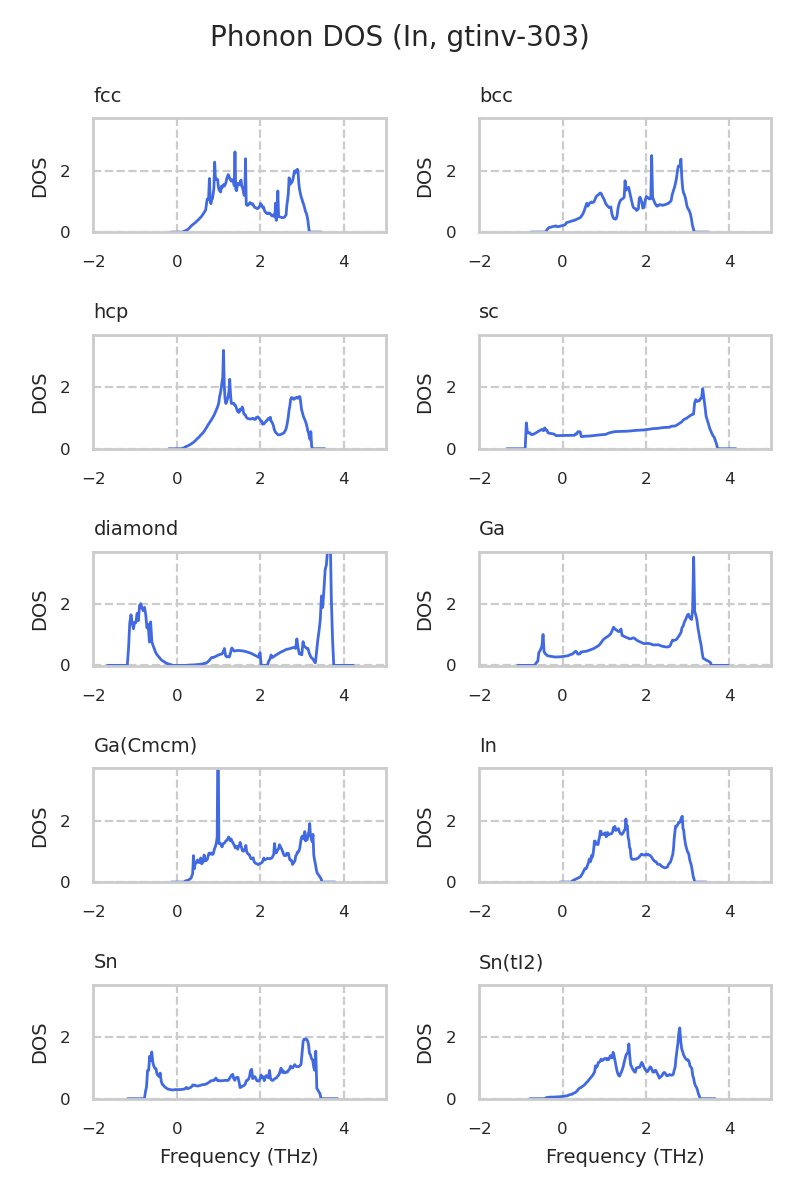 Phonon DOS (In, gtinv-303)
fcc
DOS
2
0
−2 0 2 4
bcc
DOS
2
0
−2 0 2 4
hcp
DOS
2
0
−2 0 2 4
sc
DOS
2
0
−2 0 2 4
diamond
DOS
2
0
−2 0 2 4
Ga
DOS
2
0
−2 0 2 4
Ga(Cmcm)
DOS
2
0
−2 0 2 4
In
DOS
2
0
−2 0 2 4
Sn
DOS
2
0
−2 0 2 4
Frequency (THz)
Sn(tI2)
DOS
2
0
−2 0 2 4
Frequency (THz)